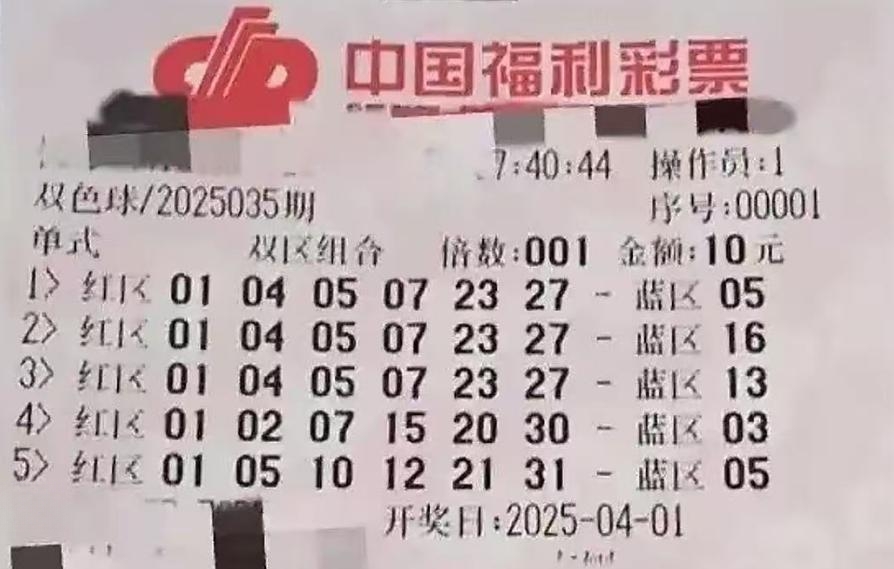 中国福利彩票
7:40:44 操作员:1
双色球/2025035期 序号:00001
单式 双区组合 倍数:001 金额:10元
1> 红区 01 04 05 07 23 27 - 蓝区 05
2> 红区 01 04 05 07 23 27 - 蓝区 16
3> 红区 01 04 05 07 23 27 - 蓝区 13
4> 红区 01 02 07 15 20 30 - 蓝区 03
5> 红区 01 05 10 12 21 31 - 蓝区 05
开奖日:2025-04-01